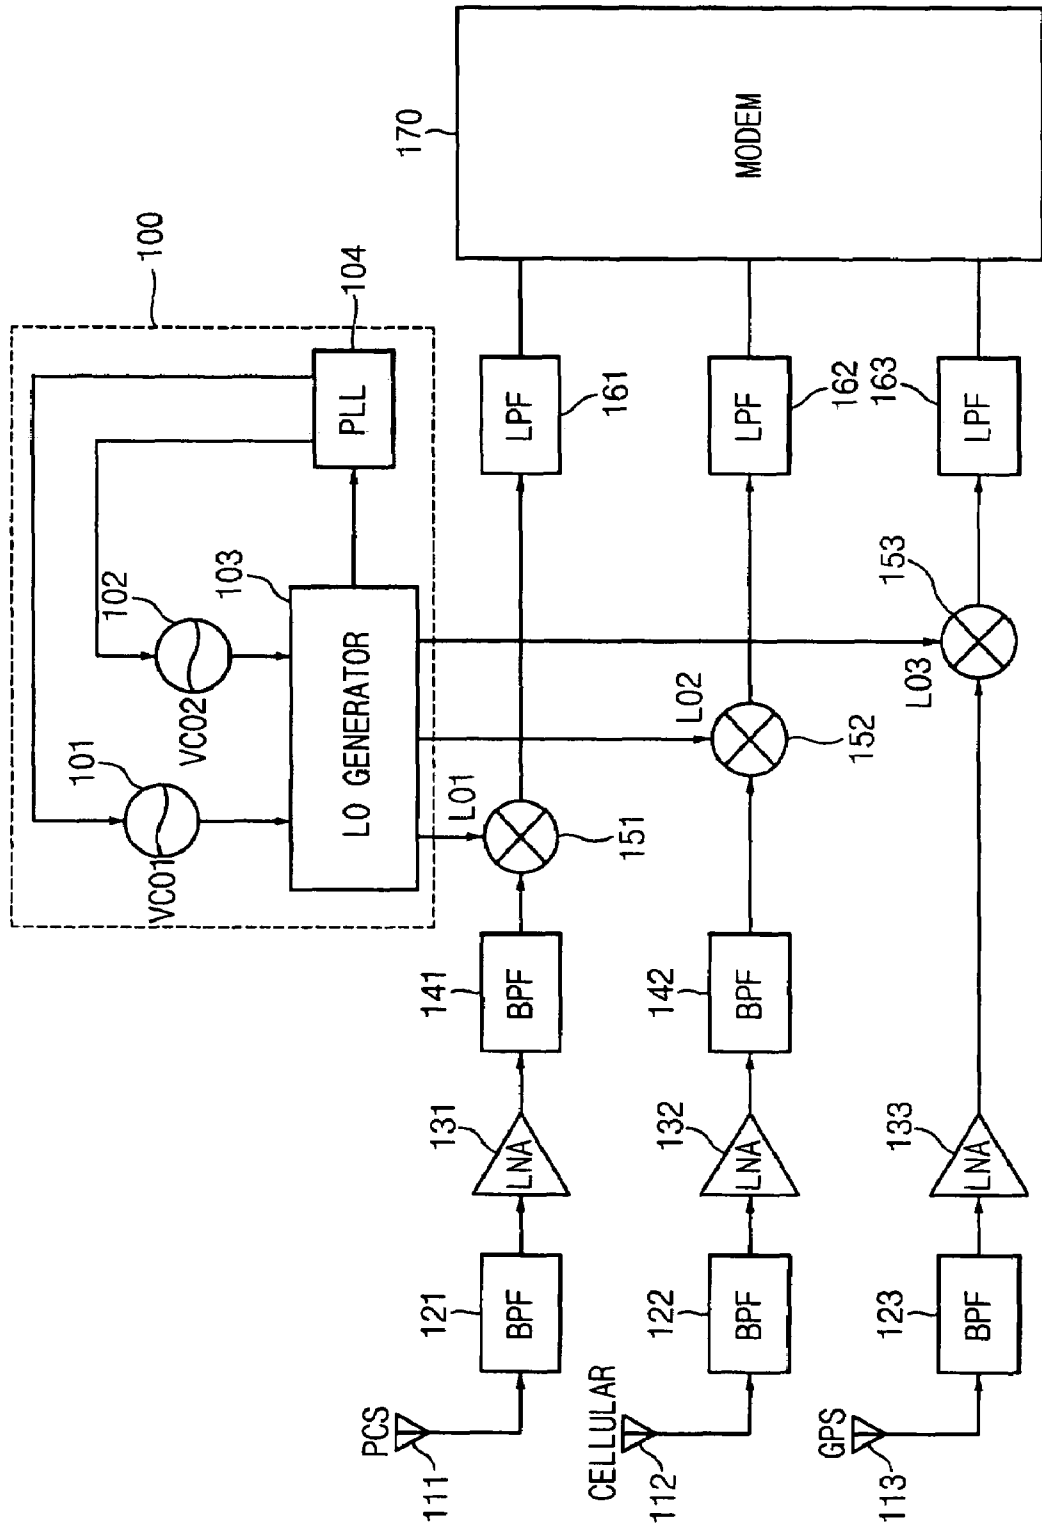 100
101
VCO1
102
VCO2
103
LO GENERATOR
104
PLL
PCS
111
121
BPF
131
LNA
141
BPF
LO1
151
LPF
161
170
MODEM
CELLULAR
112
122
BPF
132
LNA
142
BPF
LO2
152
LPF
162
GPS
113
123
BPF
133
LNA
LO3
153
LPF
163